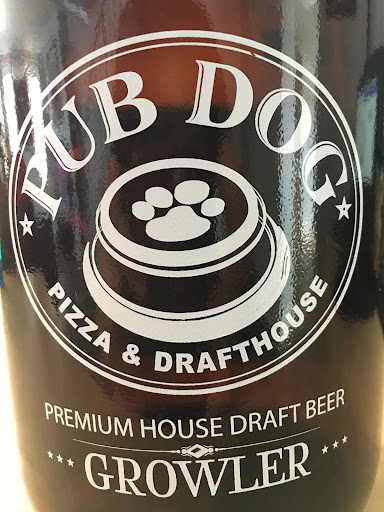 PUB DOG
PIZZA & DRAFTHOUSE
PREMIUM HOUSE DRAFT BEER
GROWLER